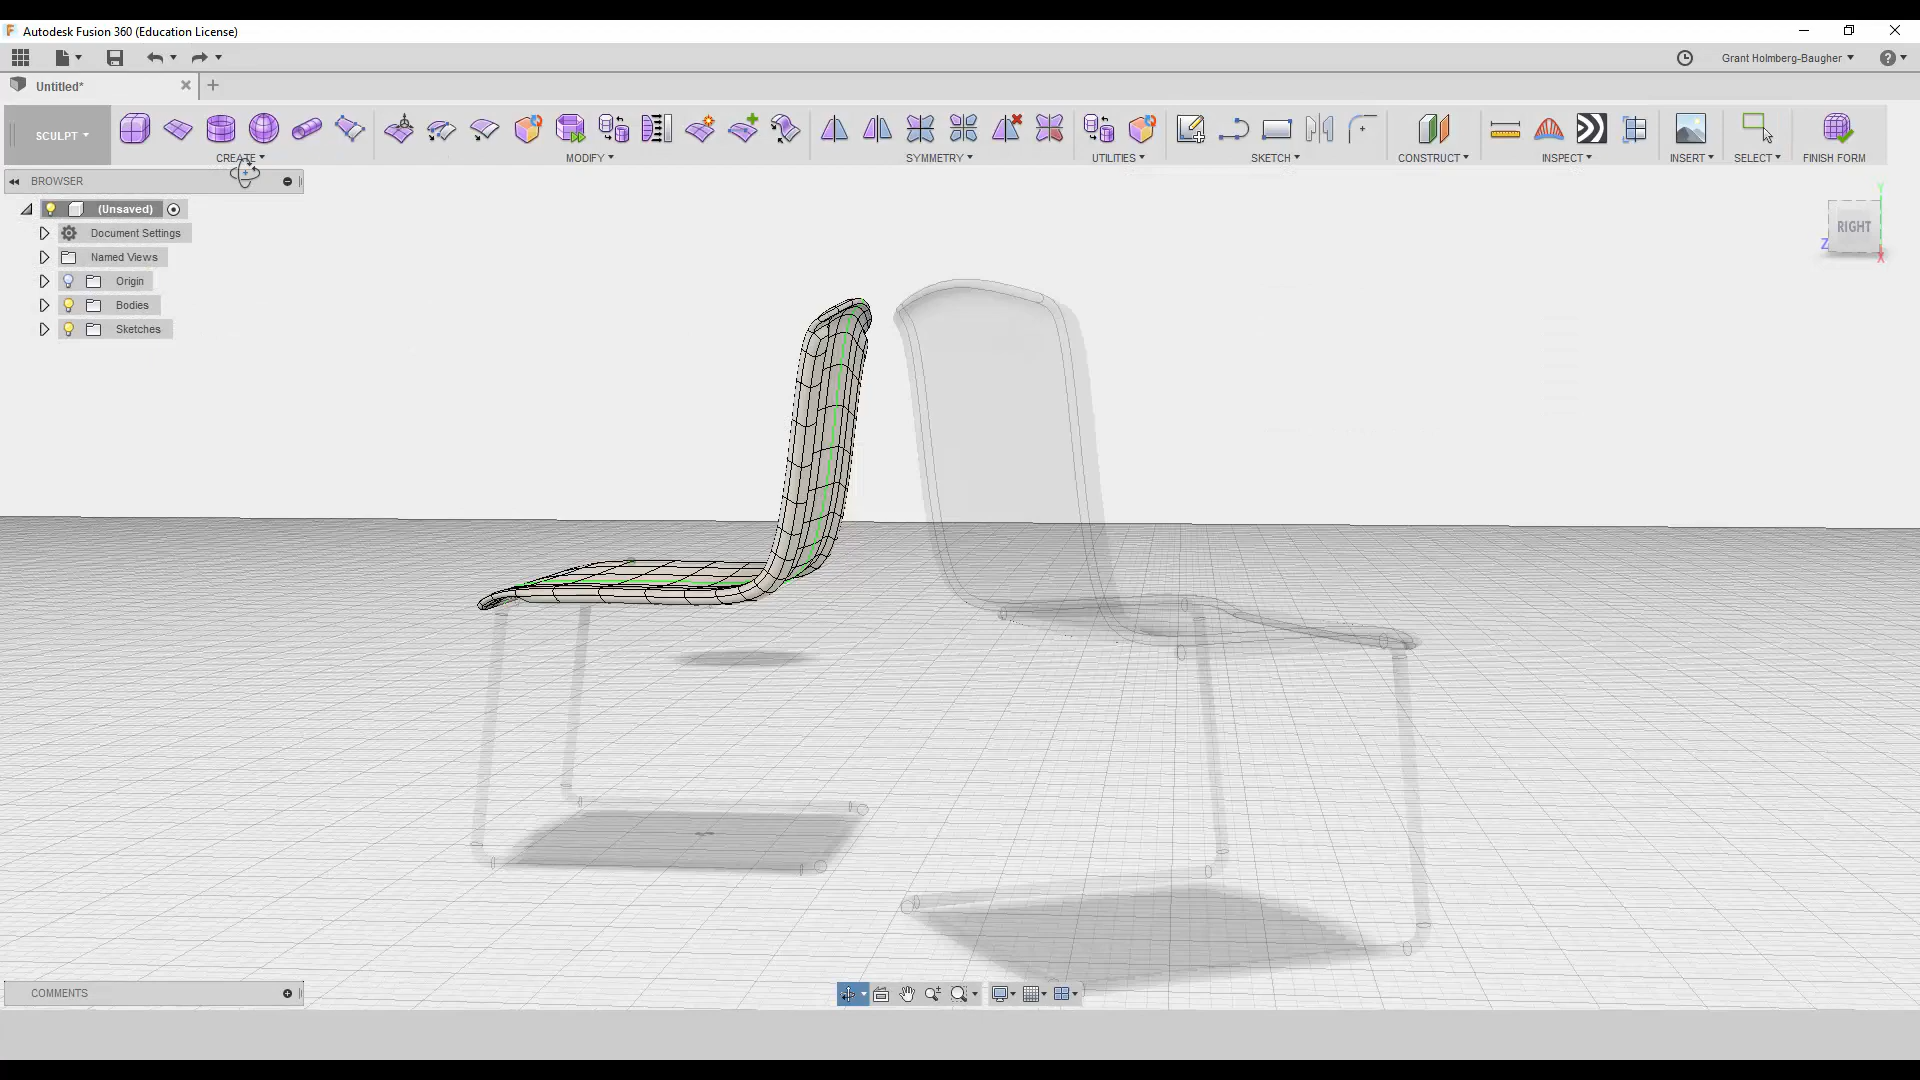 Autodesk Fusion 360 (Education License)
Grant Holmberg-Baugher
Untitled*
SCULPT
CREATE
MODIFY
SYMMETRY
UTILITIES
SKETCH
CONSTRUCT
INSPECT
INSERT
SELECT
FINISH FORM
BROWSER
(Unsaved)
Document Settings
Named Views
Origin
Bodies
Sketches
Y
RIGHT
Z
X
COMMENTS